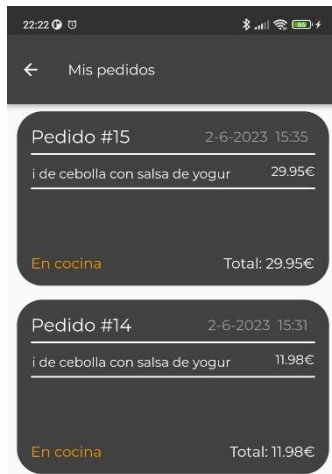 22:22
86
Mis pedidos
Pedido #15 2-6-2023 15:35
i de cebolla con salsa de yogur 29.95€
En cocina Total: 29.95€
Pedido #14 2-6-2023 15:31
i de cebolla con salsa de yogur 11.98€
En cocina Total: 11.98€